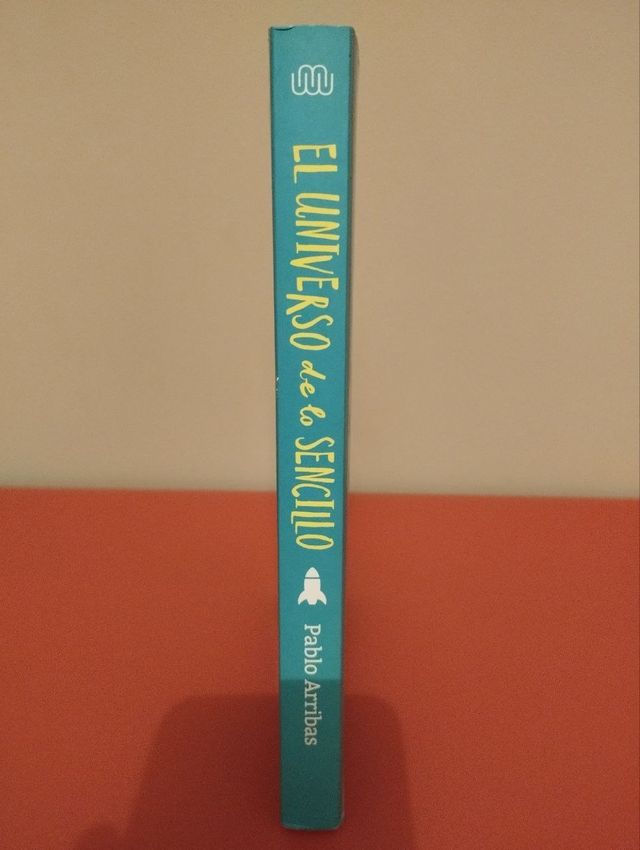 EL UNIVERSO de lo SENCILLO
Pablo Arribas